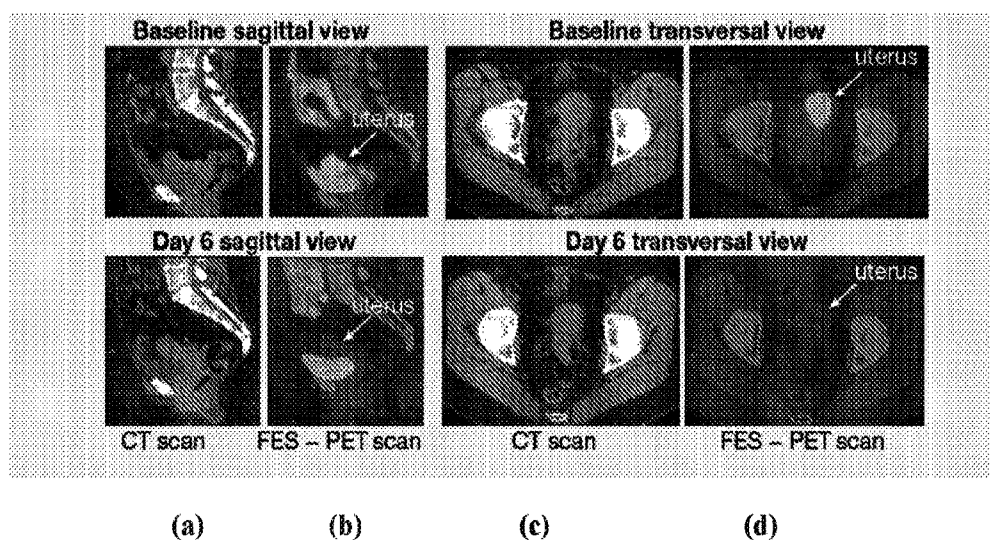 Baseline sagittal view
Baseline transversal view
uterus
uterus
Day 6 sagittal view
Day 6 transversal view
uterus
uterus
CT scan
FES – PET scan
CT scan
FES – PET scan
(a)
(b)
(c)
(d)